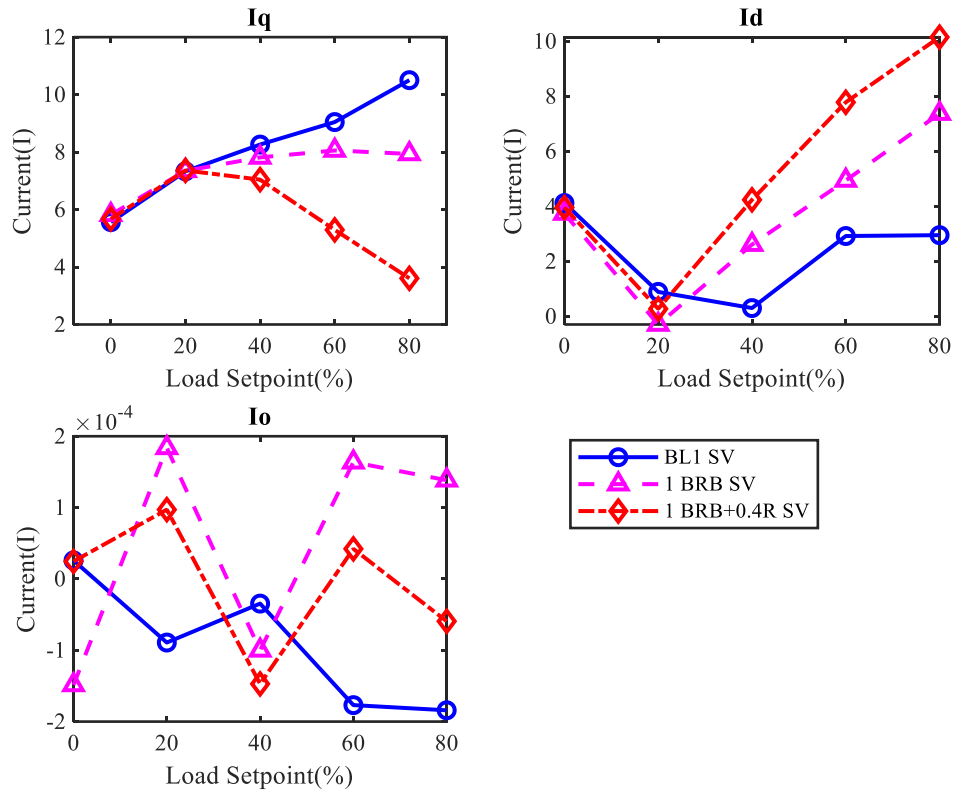 Iq
12
10
8
6
4
2
Current(I)
0 20 40 60 80
Load Setpoint(%)
Id
10
8
6
4
2
0
Current(I)
0 20 40 60 80
Load Setpoint(%)
Io
×10-4
2
1
0
-1
-2
Current(I)
0 20 40 60 80
Load Setpoint(%)
BL1 SV
1 BRB SV
1 BRB+0.4R SV